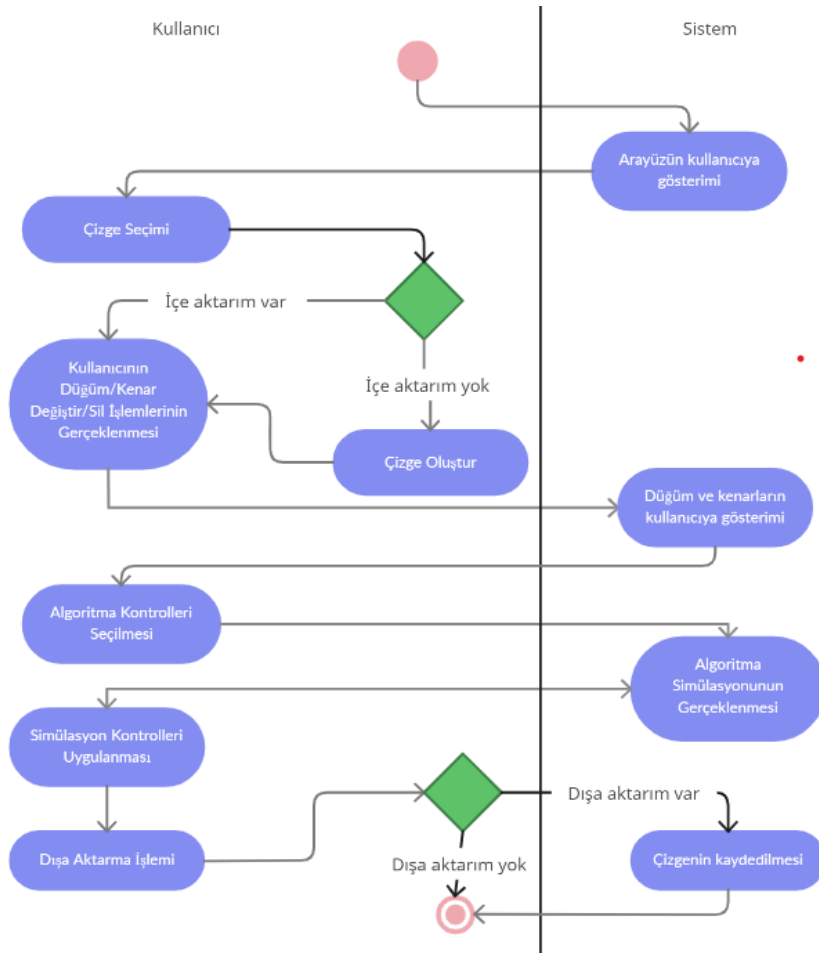 Kullanıcı
Sistem
Arayüzün kullanıcıya
gösterimi
Çizge Seçimi
İçe aktarım var
Kullanıcının
Düğüm/Kenar
Değiştir/Sil İşlemlerinin
Gerçeklenmesi
İçe aktarım yok
Çizge Oluştur
Düğüm ve kenarların
kullanıcıya gösterimi
Algoritma Kontrolleri
Seçilmesi
Algoritma
Simülasyonunun
Gerçeklenmesi
Simülasyon Kontrolleri
Uygulanması
Dışa aktarım var
Dışa Aktarma İşlemi
Dışa aktarım yok
Çizgenin kaydedilmesi